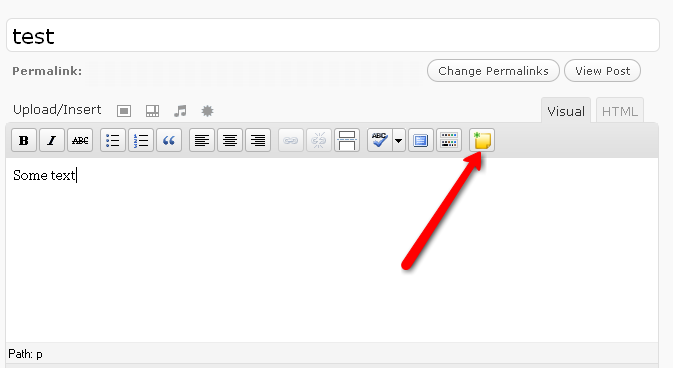 test
Permalink: Change Permalinks View Post
Upload/Insert Visual HTML
B I ABC ABC
Some text
Path: p